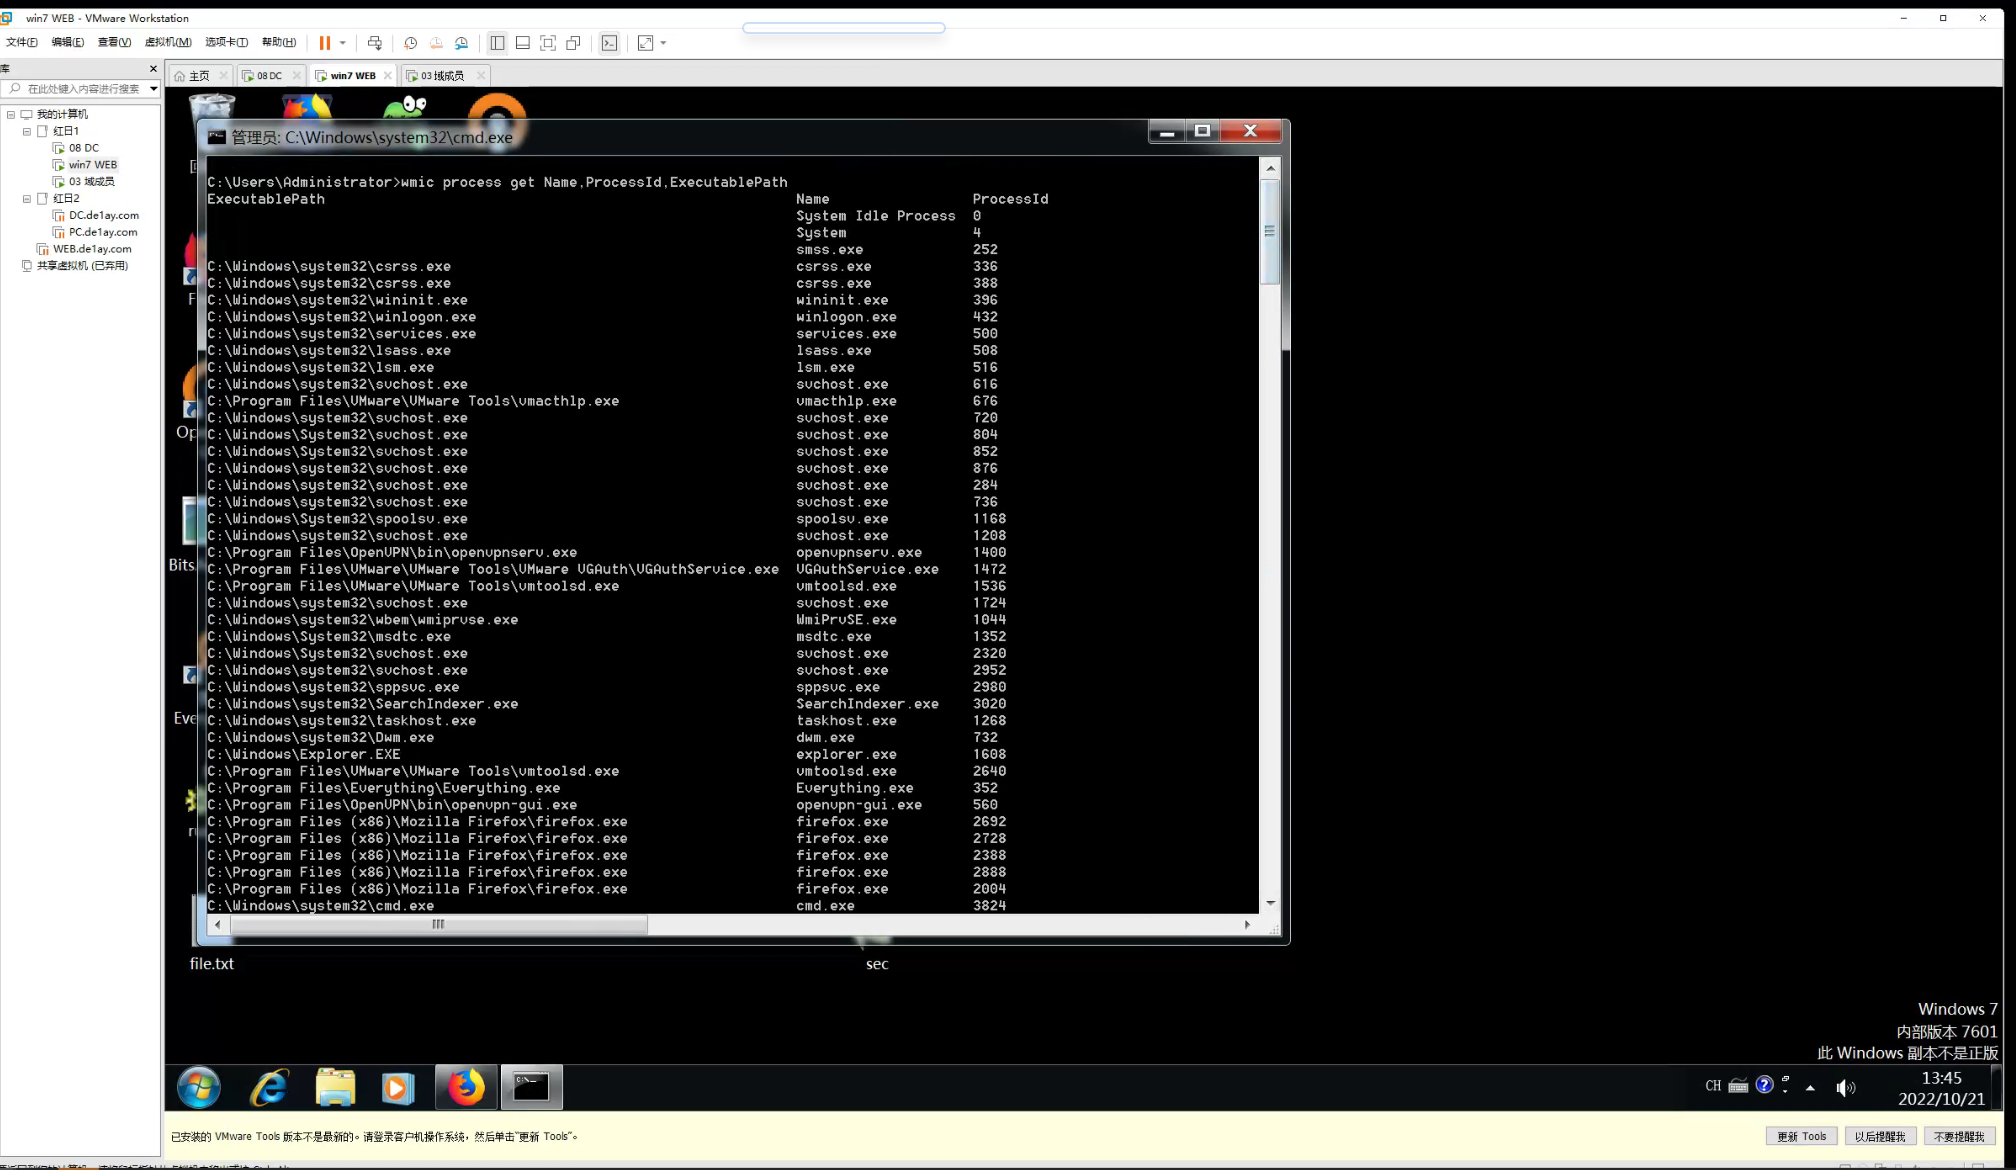 win7 WEB - VMware Workstation
文件(F) 编辑(E) 查看(V) 虚拟机(M) 选项卡(T) 帮助(H)
库
主页 08 DC win7 WEB 03 域成员
在此处键入内容进行搜索
我的计算机
红日1
08 DC
win7 WEB
03 域成员
红日2
DC.de1ay.com
PC.de1ay.com
WEB.de1ay.com
共享虚拟机 (已弃用)
管理员: C:\Windows\system32\cmd.exe
C:\Users\Administrator>wmic process get Name,ProcessId,ExecutablePath
ExecutablePath Name ProcessId
System Idle Process 0
System 4
smss.exe 252
C:\Windows\system32\csrss.exe csrss.exe 336
C:\Windows\system32\csrss.exe csrss.exe 388
C:\Windows\system32\wininit.exe wininit.exe 396
C:\Windows\system32\winlogon.exe winlogon.exe 432
C:\Windows\system32\services.exe services.exe 500
C:\Windows\system32\lsass.exe lsass.exe 508
C:\Windows\system32\lsm.exe lsm.exe 516
C:\Windows\system32\svchost.exe svchost.exe 616
C:\Program Files\VMware\VMware Tools\vmacthlp.exe vmacthlp.exe 676
C:\Windows\system32\svchost.exe svchost.exe 720
C:\Windows\System32\svchost.exe svchost.exe 804
C:\Windows\System32\svchost.exe svchost.exe 852
C:\Windows\system32\svchost.exe svchost.exe 876
C:\Windows\system32\svchost.exe svchost.exe 284
C:\Windows\system32\svchost.exe svchost.exe 736
C:\Windows\System32\spoolsv.exe spoolsv.exe 1168
C:\Windows\system32\svchost.exe svchost.exe 1208
C:\Program Files\OpenVPN\bin\openvpnserv.exe openvpnserv.exe 1400
C:\Program Files\VMware\VMware Tools\VMware VGAuth\VGAuthService.exe VGAuthService.exe 1472
C:\Program Files\VMware\VMware Tools\vmtoolsd.exe vmtoolsd.exe 1536
C:\Windows\system32\svchost.exe svchost.exe 1724
C:\Windows\system32\wbem\wmiprvse.exe WmiPrvSE.exe 1044
C:\Windows\System32\msdtc.exe msdtc.exe 1352
C:\Windows\system32\svchost.exe svchost.exe 2320
C:\Windows\system32\svchost.exe svchost.exe 2952
C:\Windows\system32\sppsvc.exe sppsvc.exe 2980
C:\Windows\system32\SearchIndexer.exe SearchIndexer.exe 3020
C:\Windows\system32\taskhost.exe taskhost.exe 1268
C:\Windows\system32\Dwm.exe dwm.exe 732
C:\Windows\Explorer.EXE explorer.exe 1608
C:\Program Files\VMware\VMware Tools\vmtoolsd.exe vmtoolsd.exe 2640
C:\Program Files\Everything\Everything.exe Everything.exe 352
C:\Program Files\OpenVPN\bin\openvpn-gui.exe openvpn-gui.exe 560
C:\Program Files (x86)\Mozilla Firefox\firefox.exe firefox.exe 2692
C:\Program Files (x86)\Mozilla Firefox\firefox.exe firefox.exe 2728
C:\Program Files (x86)\Mozilla Firefox\firefox.exe firefox.exe 2388
C:\Program Files (x86)\Mozilla Firefox\firefox.exe firefox.exe 2888
C:\Program Files (x86)\Mozilla Firefox\firefox.exe firefox.exe 2004
C:\Windows\system32\cmd.exe cmd.exe 3824
Op
Bits
Eve
file.txt
sec
Windows 7
内部版本 7601
此 Windows 副本不是正版
CH
13:45
2022/10/21
已安装的 VMware Tools 版本不是最新的。请登录客户机操作系统，然后单击“更新 Tools”。
更新 Tools 以后提醒我 不要提醒我